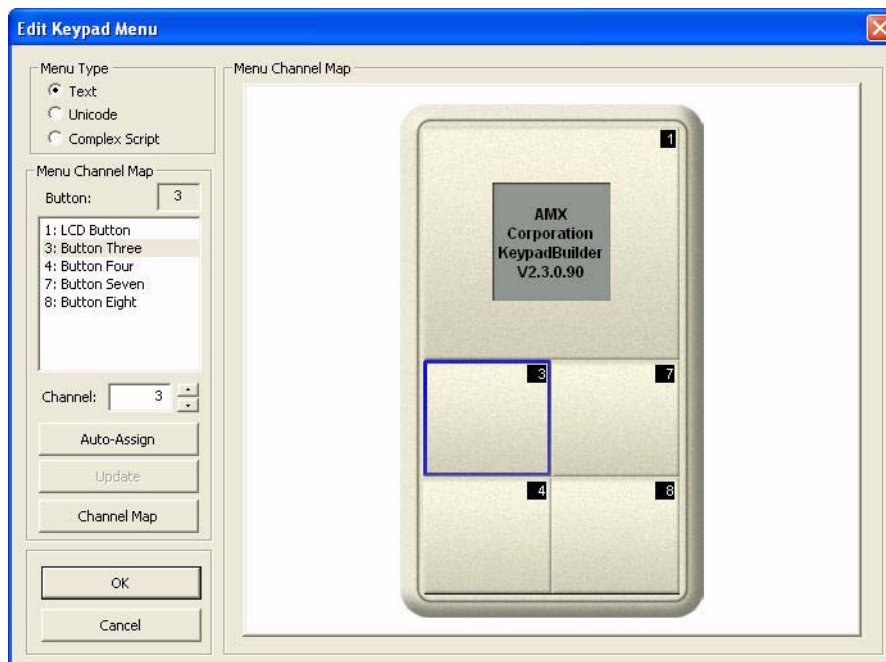 Edit Keypad Menu
Menu Type
Text
Unicode
Complex Script
Menu Channel Map
Button: 3
1: LCD Button
3: Button Three
4: Button Four
7: Button Seven
8: Button Eight
Channel: 3
Auto-Assign
Update
Channel Map
OK
Cancel
Menu Channel Map
1
AMX
Corporation
KeypadBuilder
V2.3.0.90
3 7
4 8